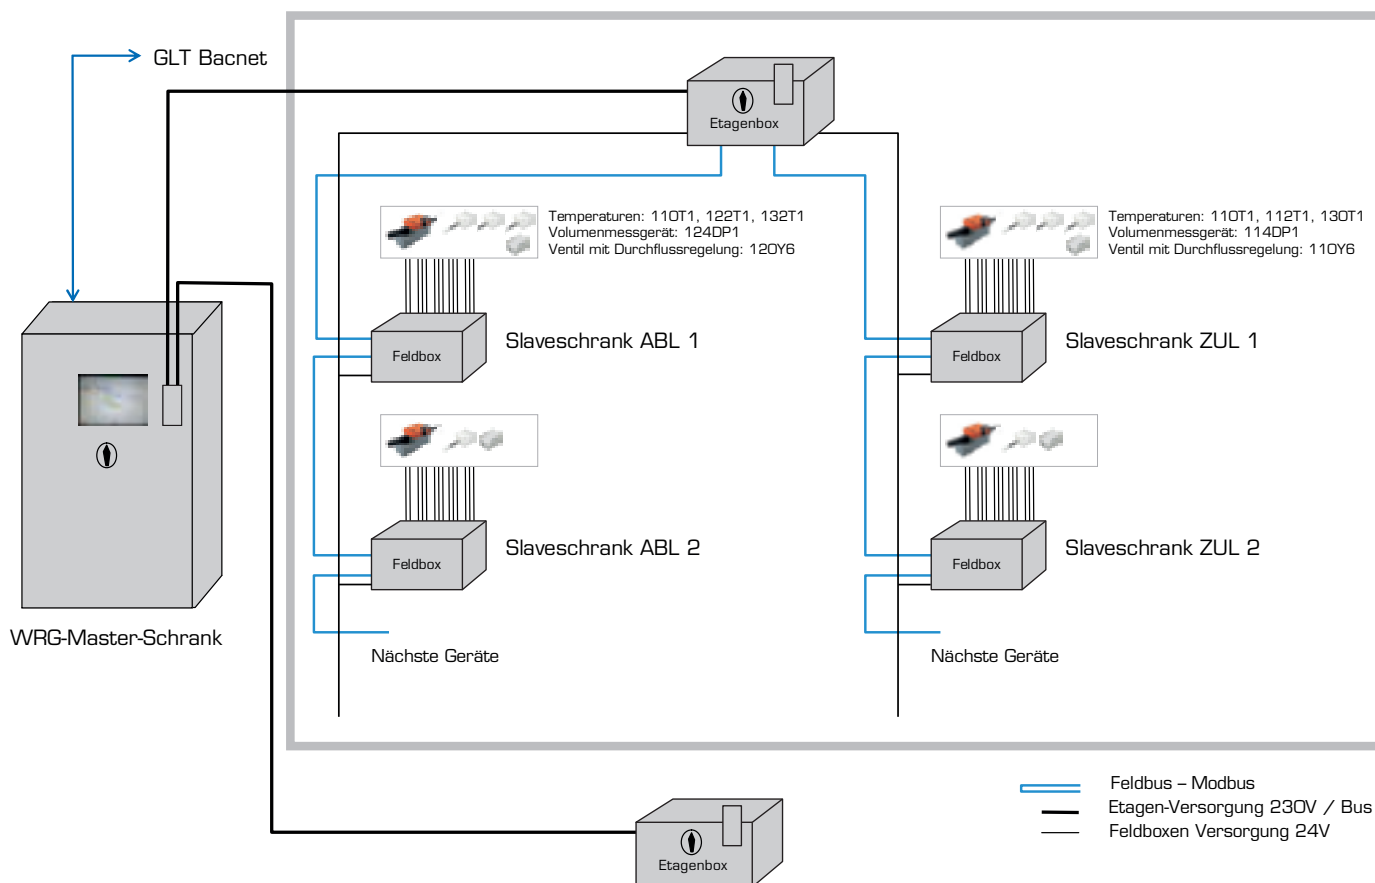 GLT Bacnet
Etagenbox
Temperaturen: 110T1, 122T1, 132T1
Volumenmessgerät: 124DP1
Ventil mit Durchflussregelung: 120Y6
Temperaturen: 110T1, 112T1, 130T1
Volumenmessgerät: 114DP1
Ventil mit Durchflussregelung: 110Y6
Feldbox
Slaveschrank ABL 1
Feldbox
Slaveschrank ZUL 1
Feldbox
Slaveschrank ABL 2
Feldbox
Slaveschrank ZUL 2
WRG-Master-Schrank
Nächste Geräte
Nächste Geräte
Feldbus – Modbus
Etagen-Versorgung 230V / Bus
Feldboxen Versorgung 24V
Etagenbox